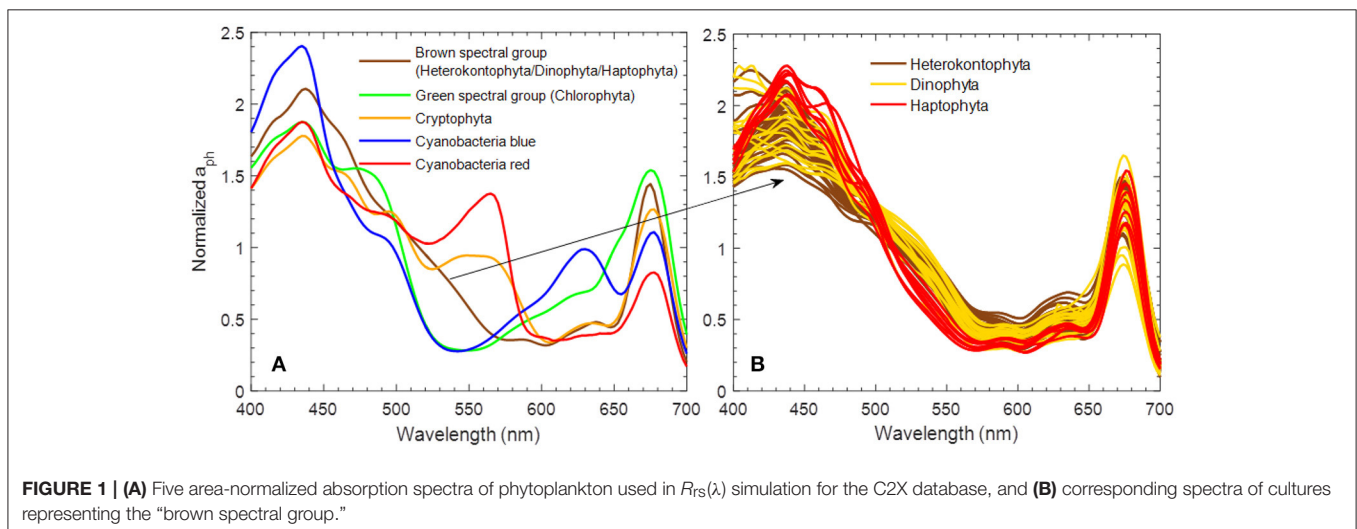 2.5
2
1.5
1
0.5
0
Normalized aph
400 450 500 550 600 650 700
Wavelength (nm)
Brown spectral group
(Heterokontophyta/Dinophyta/Haptophyta)
Green spectral group (Chlorophyta)
Cryptophyta
Cyanobacteria blue
Cyanobacteria red
A
2.5
2
1.5
1
0.5
0
400 450 500 550 600 650 700
Wavelength (nm)
Heterokontophyta
Dinophyta
Haptophyta
B
FIGURE 1 | (A) Five area-normalized absorption spectra of phytoplankton used in Rrs(λ) simulation for the C2X database, and (B) corresponding spectra of cultures
representing the “brown spectral group.”